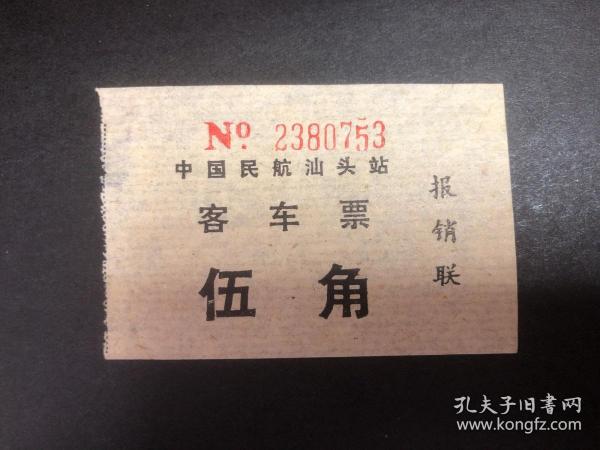 № 2380753
中国民航汕头站
客车票
伍角
报销联
孔夫子旧书网
www.kongfz.com